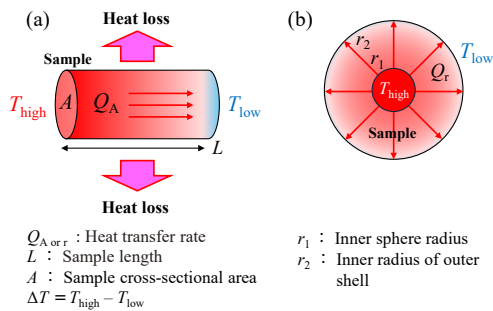 (a)
Heat loss
Sample
T_high
A
Q_A
T_low
L
Heat loss
Q_A or r : Heat transfer rate
L : Sample length
A : Sample cross-sectional area
ΔT = T_high – T_low
(b)
r_2
r_1
T_low
Q_r
T_high
Sample
r_1 : Inner sphere radius
r_2 : Inner radius of outer
shell